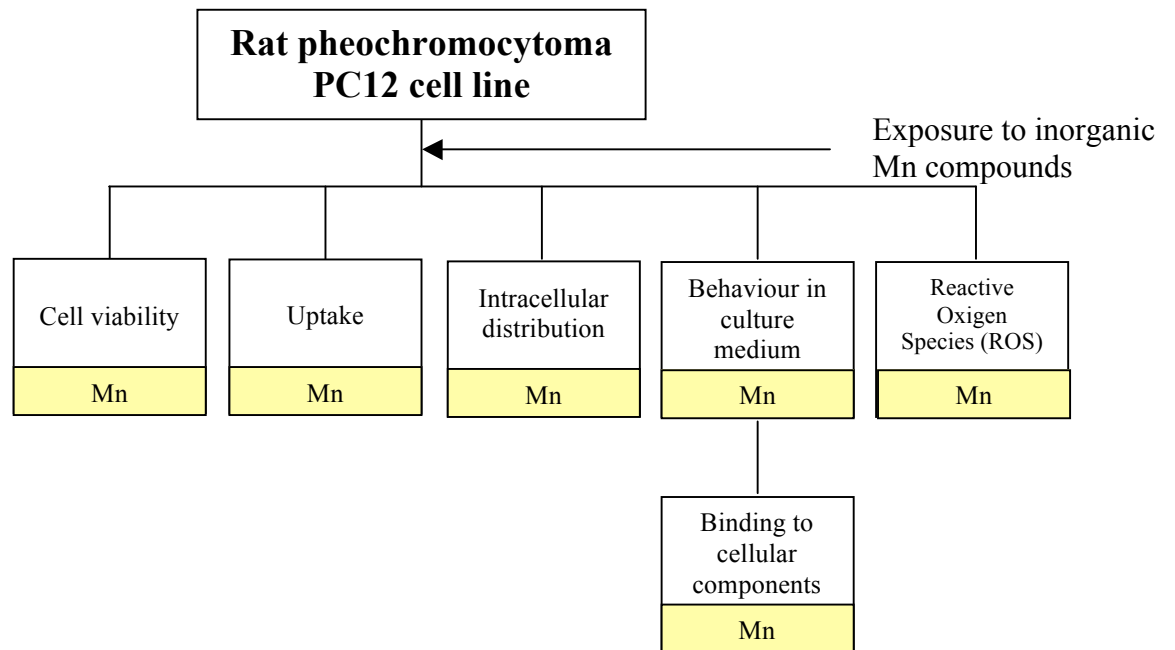 Rat pheochromocytoma
PC12 cell line
Exposure to inorganic
Mn compounds
Cell viability
Mn
Uptake
Mn
Intracellular
distribution
Mn
Behaviour in
culture
medium
Mn
Reactive
Oxigen
Species (ROS)
Mn
Binding to
cellular
components
Mn